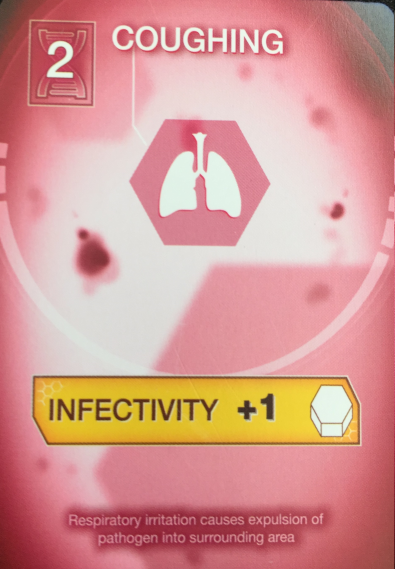 2
COUGHING
INFECTIVITY +1
Respiratory irritation causes expulsion of
pathogen into surrounding area